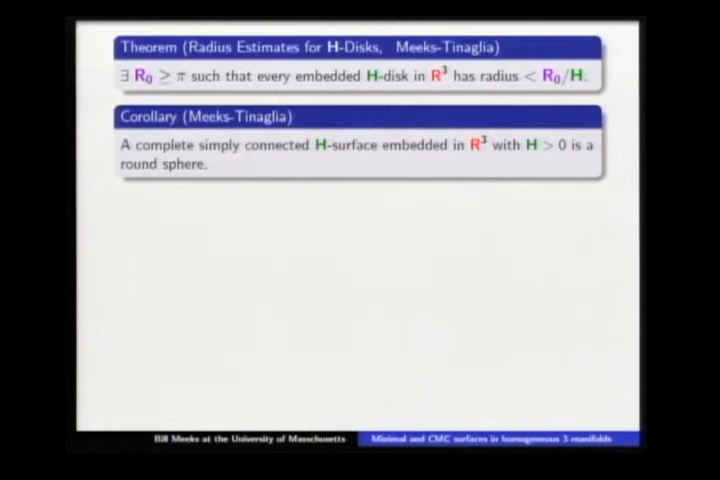 Theorem (Radius Estimates for H-Disks, Meeks-Tinaglia)
∃ R₀ ≥ π such that every embedded H-disk in R³ has radius < R₀/H.
Corollary (Meeks-Tinaglia)
A complete simply connected H-surface embedded in R³ with H > 0 is a
round sphere.
Bill Meeks at the University of Masschusetts
Minimal and CMC surfaces in homogeneous 3-manifolds